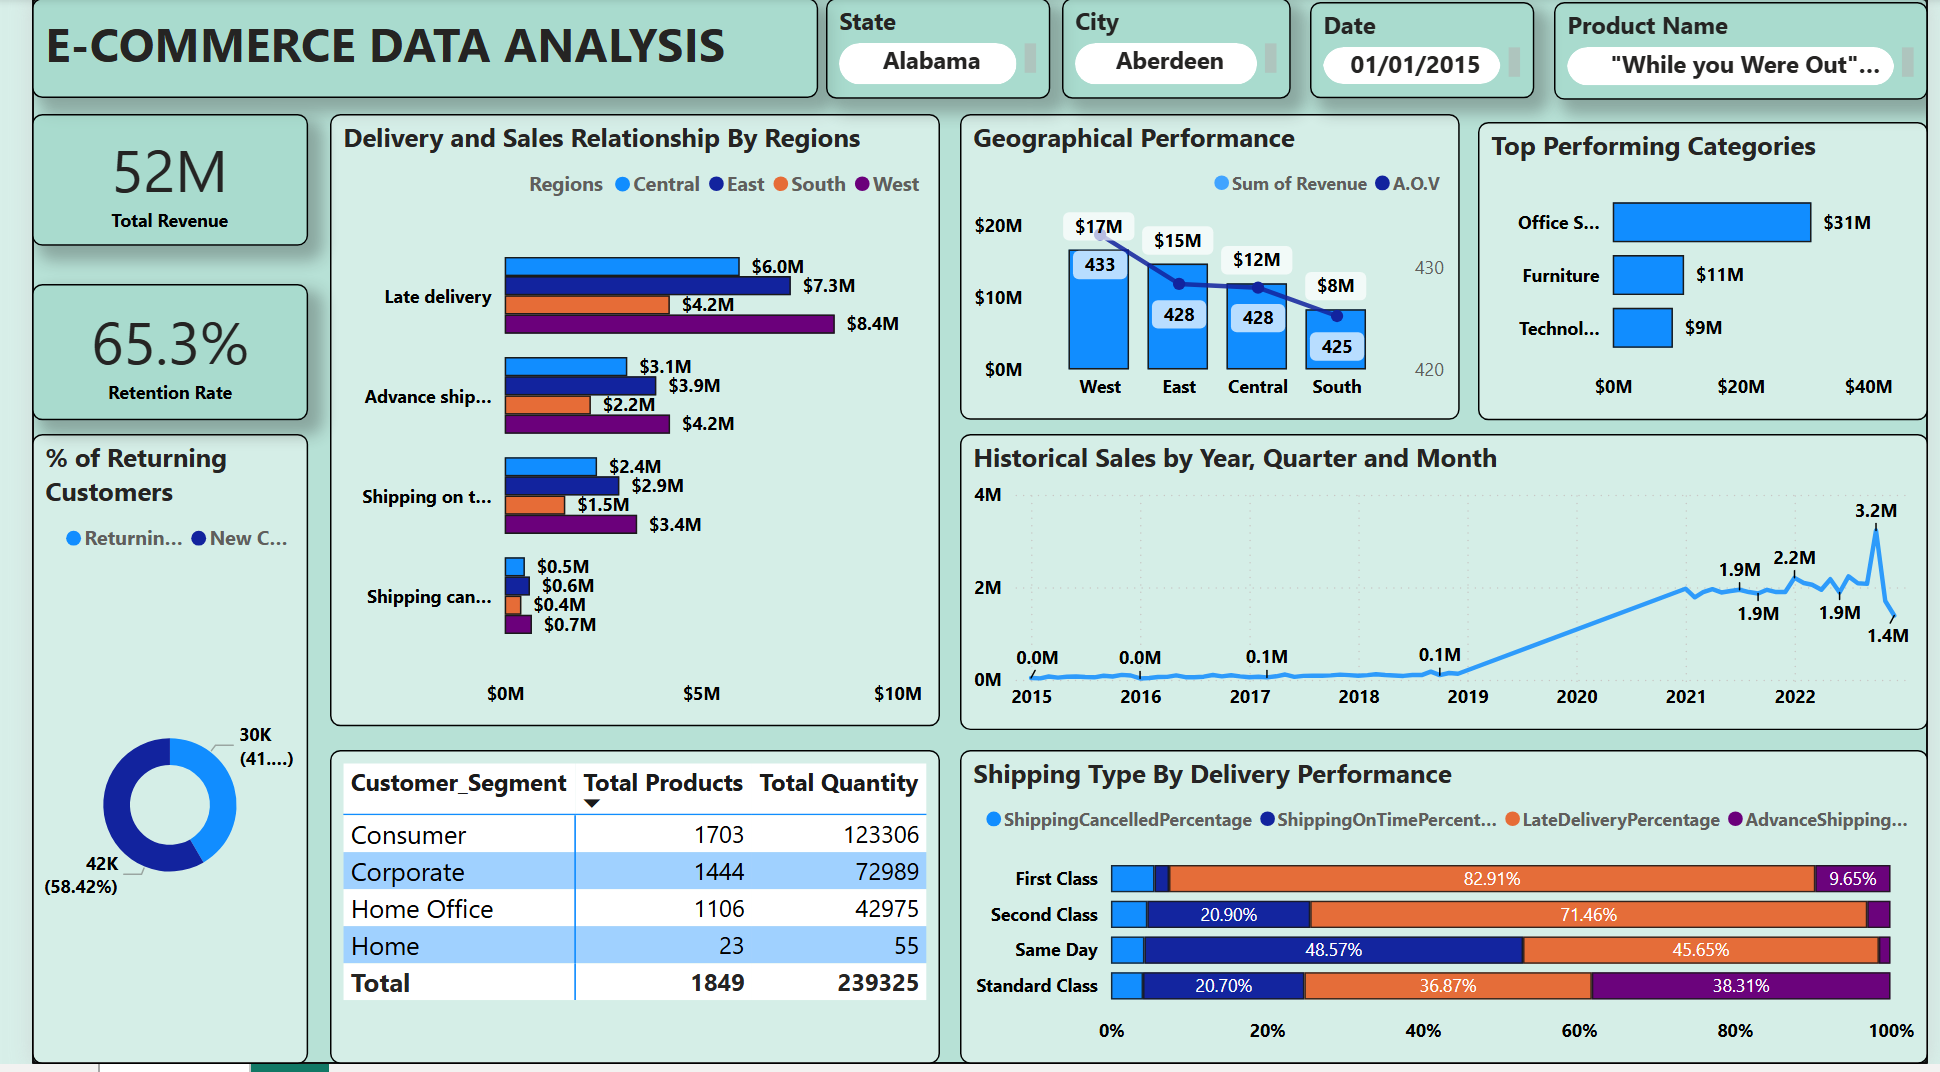 E-COMMERCE DATA ANALYSIS
State
Alabama
City
Aberdeen
Date
01/01/2015
Product Name
"While you Were Out"...
52M
Total Revenue
65.3%
Retention Rate
% of Returning
Customers
Returnin... New C...
30K
(41....)
42K
(58.42%)
Delivery and Sales Relationship By Regions
Regions Central East South West
Late delivery
$6.0M
$7.3M
$4.2M
$8.4M
Advance ship...
$3.1M
$3.9M
$2.2M
$4.2M
Shipping on t...
$2.4M
$2.9M
$1.5M
$3.4M
Shipping can...
$0.5M
$0.6M
$0.4M
$0.7M
$0M $5M $10M
Customer_Segment Total Products Total Quantity
Consumer 1703 123306
Corporate 1444 72989
Home Office 1106 42975
Home 23 55
Total 1849 239325
Geographical Performance
Sum of Revenue A.O.V
$20M
$10M
$0M
$17M
$15M
$12M
$8M
433
428
428
425
430
420
West East Central South
Top Performing Categories
Office S... $31M
Furniture $11M
Technol... $9M
$0M $20M $40M
Historical Sales by Year, Quarter and Month
4M
2M
0M
0.0M
0.0M
0.1M
0.1M
1.9M
1.9M
2.2M
1.9M
3.2M
1.4M
2015 2016 2017 2018 2019 2020 2021 2022
Shipping Type By Delivery Performance
ShippingCancelledPercentage ShippingOnTimePercent... LateDeliveryPercentage AdvanceShipping...
First Class 82.91% 9.65%
Second Class 20.90% 71.46%
Same Day 48.57% 45.65%
Standard Class 20.70% 36.87% 38.31%
0% 20% 40% 60% 80% 100%